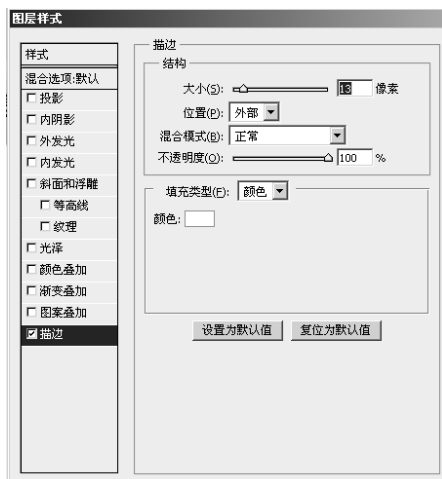 图层样式
样式
混合选项:默认
投影
内阴影
外发光
内发光
斜面和浮雕
等高线
纹理
光泽
颜色叠加
渐变叠加
图案叠加
描边
描边
结构
大小(S): 13 像素
位置(P): 外部
混合模式(B): 正常
不透明度(O): 100 %
填充类型(F): 颜色
颜色:
设置为默认值 复位为默认值